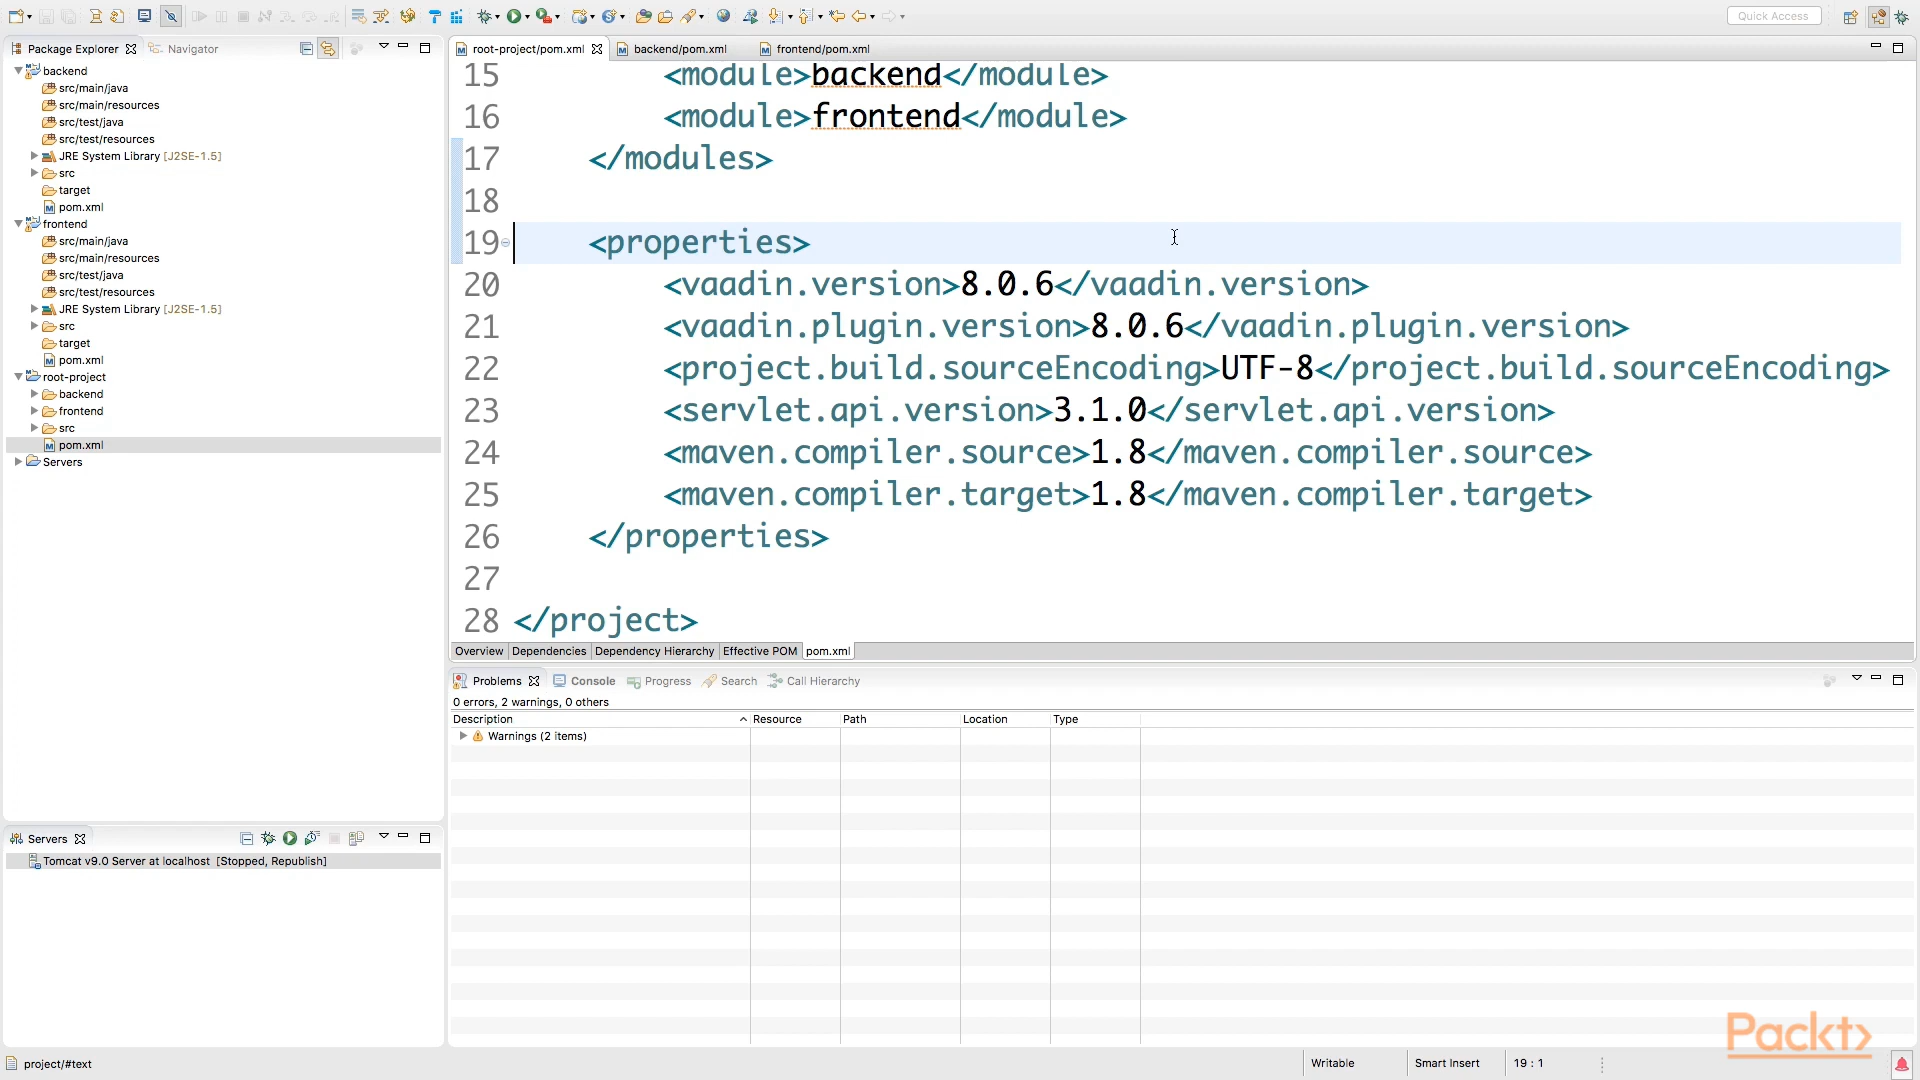 Quick Access
Package Explorer
Navigator
backend
src/main/java
src/main/resources
src/test/java
src/test/resources
JRE System Library [J2SE-1.5]
src
target
pom.xml
frontend
src/main/java
src/main/resources
src/test/java
src/test/resources
JRE System Library [J2SE-1.5]
src
target
pom.xml
root-project
backend
frontend
src
pom.xml
Servers
root-project/pom.xml
backend/pom.xml
frontend/pom.xml
15 <module>backend</module>
16 <module>frontend</module>
17 </modules>
18
19 <properties>
20 <vaadin.version>8.0.6</vaadin.version>
21 <vaadin.plugin.version>8.0.6</vaadin.plugin.version>
22 <project.build.sourceEncoding>UTF-8</project.build.sourceEncoding>
23 <servlet.api.version>3.1.0</servlet.api.version>
24 <maven.compiler.source>1.8</maven.compiler.source>
25 <maven.compiler.target>1.8</maven.compiler.target>
26 </properties>
27
28 </project>
Overview Dependencies Dependency Hierarchy Effective POM pom.xml
Problems Console Progress Search Call Hierarchy
0 errors, 2 warnings, 0 others
Description Resource Path Location Type
Warnings (2 items)
Servers
Tomcat v9.0 Server at localhost [Stopped, Republish]
Packt>
project/#text
Writable Smart Insert 19 : 1